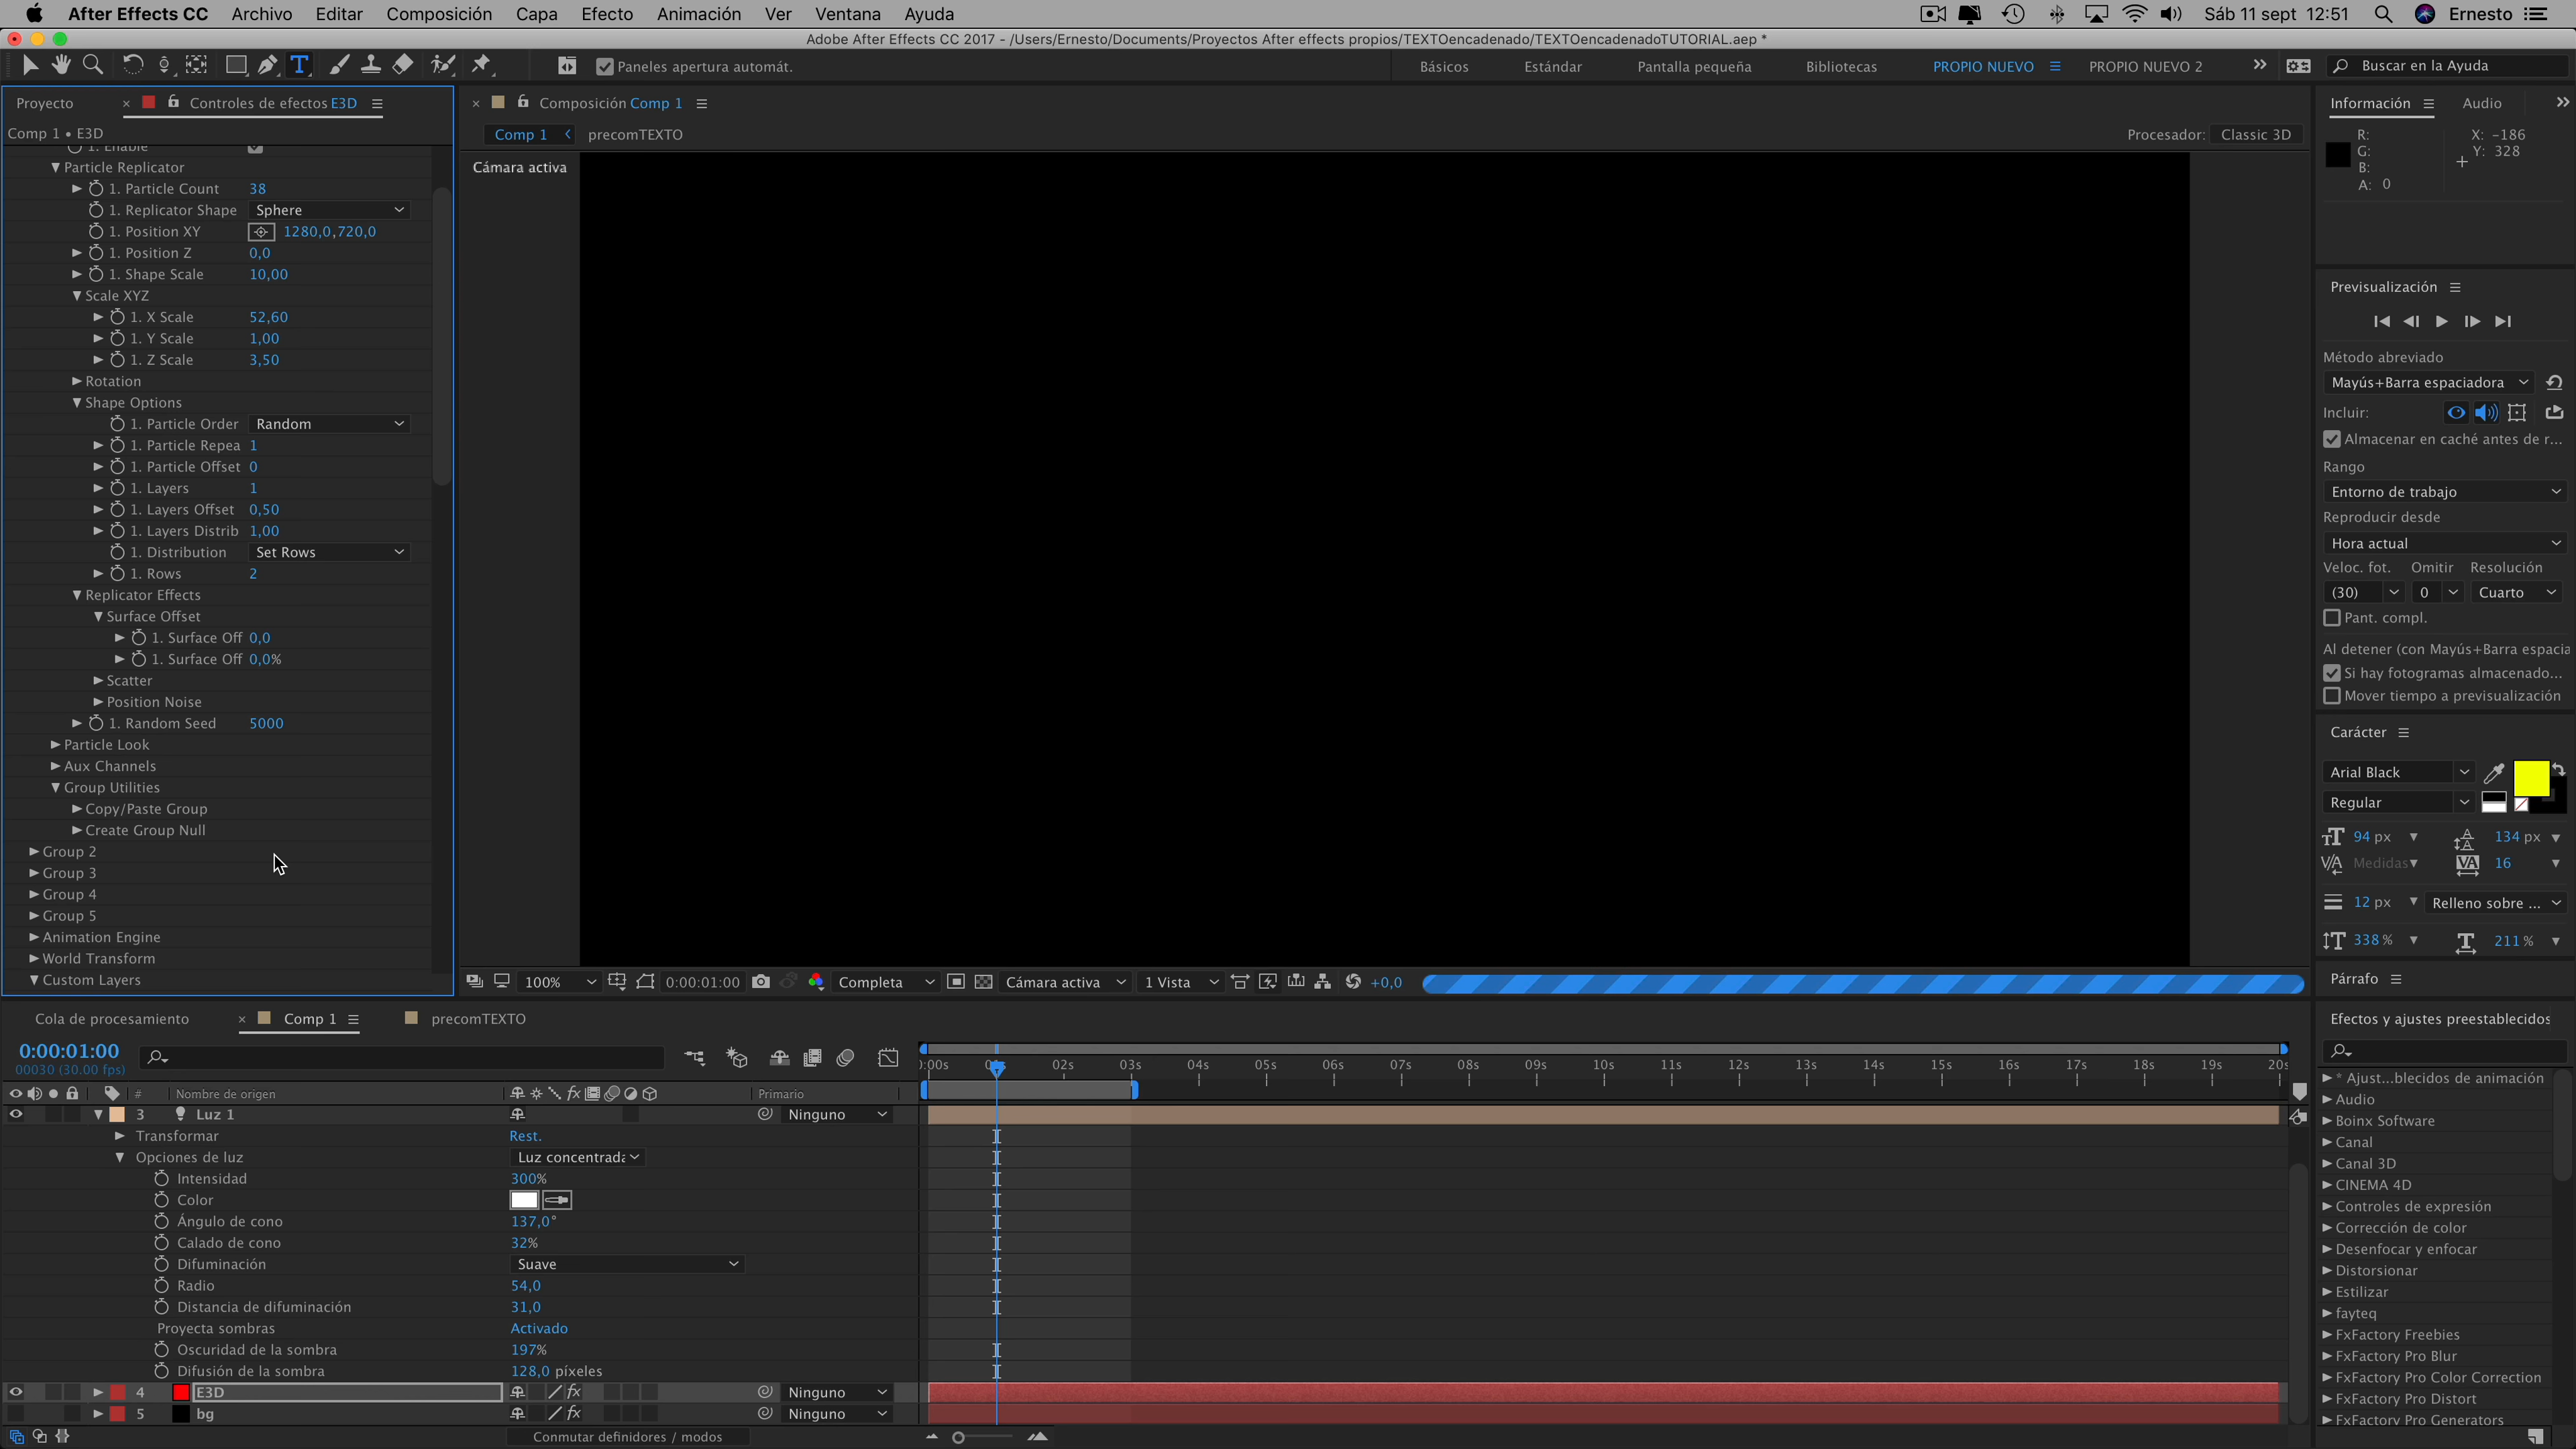 After Effects CC Archivo Editar Composición Capa Efecto Animación Ver Ventana Ayuda Sáb 11 sept 12:51 Ernesto
Adobe After Effects CC 2017 - /Users/Ernesto/Documents/Proyectos After effects propios/TEXTOencadenado/TEXTOencadenadoTUTORIAL.aep *
Paneles apertura automát. Básicos Estándar Pantalla pequeña Bibliotecas PROPIO NUEVO PROPIO NUEVO 2 Buscar en la Ayuda
Proyecto Controles de efectos E3D
Comp 1 • E3D
1. Enable
Particle Replicator
1. Particle Count 38
1. Replicator Shape Sphere
1. Position XY 1280,0,720,0
1. Position Z 0,0
1. Shape Scale 10,00
Scale XYZ
1. X Scale 52,60
1. Y Scale 1,00
1. Z Scale 3,50
Rotation
Shape Options
1. Particle Order Random
1. Particle Repea 1
1. Particle Offset 0
1. Layers 1
1. Layers Offset 0,50
1. Layers Distrib 1,00
1. Distribution Set Rows
1. Rows 2
Replicator Effects
Surface Offset
1. Surface Off 0,0
1. Surface Off 0,0%
Scatter
Position Noise
1. Random Seed 5000
Particle Look
Aux Channels
Group Utilities
Copy/Paste Group
Create Group Null
Group 2
Group 3
Group 4
Group 5
Animation Engine
World Transform
Custom Layers
Composición Comp 1
Comp 1 precomTEXTO
Procesador: Classic 3D
Cámara activa
100% 0:00:01:00 Completa Cámara activa 1 Vista +0,0
Información Audio
R: X: -186
G: Y: 328
B:
A: 0
Previsualización
Método abreviado
Mayús+Barra espaciadora
Incluir:
Almacenar en caché antes de r...
Rango
Entorno de trabajo
Reproducir desde
Hora actual
Veloc. fot. Omitir Resolución
(30) 0 Cuarto
Pant. compl.
Al detener (con Mayús+Barra espacia
Si hay fotogramas almacenado...
Mover tiempo a previsualización
Carácter
Arial Black
Regular
94 px 134 px
Medidas 16
12 px Relleno sobre ...
338 % 211 %
Párrafo
Cola de procesamiento Comp 1 precomTEXTO
0:00:01:00
00030 (30.00 fps)
:00s 02s 03s 04s 05s 06s 07s 08s 09s 10s 11s 12s 13s 14s 15s 16s 17s 18s 19s 20s
# Nombre de origen Primario
3 Luz 1 Ninguno
Transformar Rest.
Opciones de luz Luz concentrada
Intensidad 300%
Color
Ángulo de cono 137,0°
Calado de cono 32%
Difuminación Suave
Radio 54,0
Distancia de difuminación 31,0
Proyecta sombras Activado
Oscuridad de la sombra 197%
Difusión de la sombra 128,0 píxeles
4 E3D Ninguno
5 bg Ninguno
Conmutar definidores / modos
Efectos y ajustes preestablecidos
* Ajust...blecidos de animación
Audio
Boinx Software
Canal
Canal 3D
CINEMA 4D
Controles de expresión
Corrección de color
Desenfocar y enfocar
Distorsionar
Estilizar
fayteq
FxFactory Freebies
FxFactory Pro Blur
FxFactory Pro Color Correction
FxFactory Pro Distort
FxFactory Pro Generators